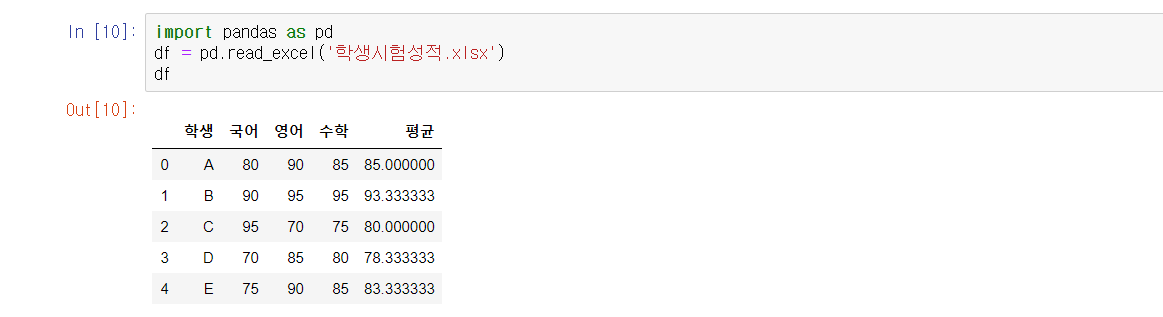 In [10]: import pandas as pd
df = pd.read_excel('학생시험성적.xlsx')
df
Out[10]:
학생 국어 영어 수학 평균
0 A 80 90 85 85.000000
1 B 90 95 95 93.333333
2 C 95 70 75 80.000000
3 D 70 85 80 78.333333
4 E 75 90 85 83.333333